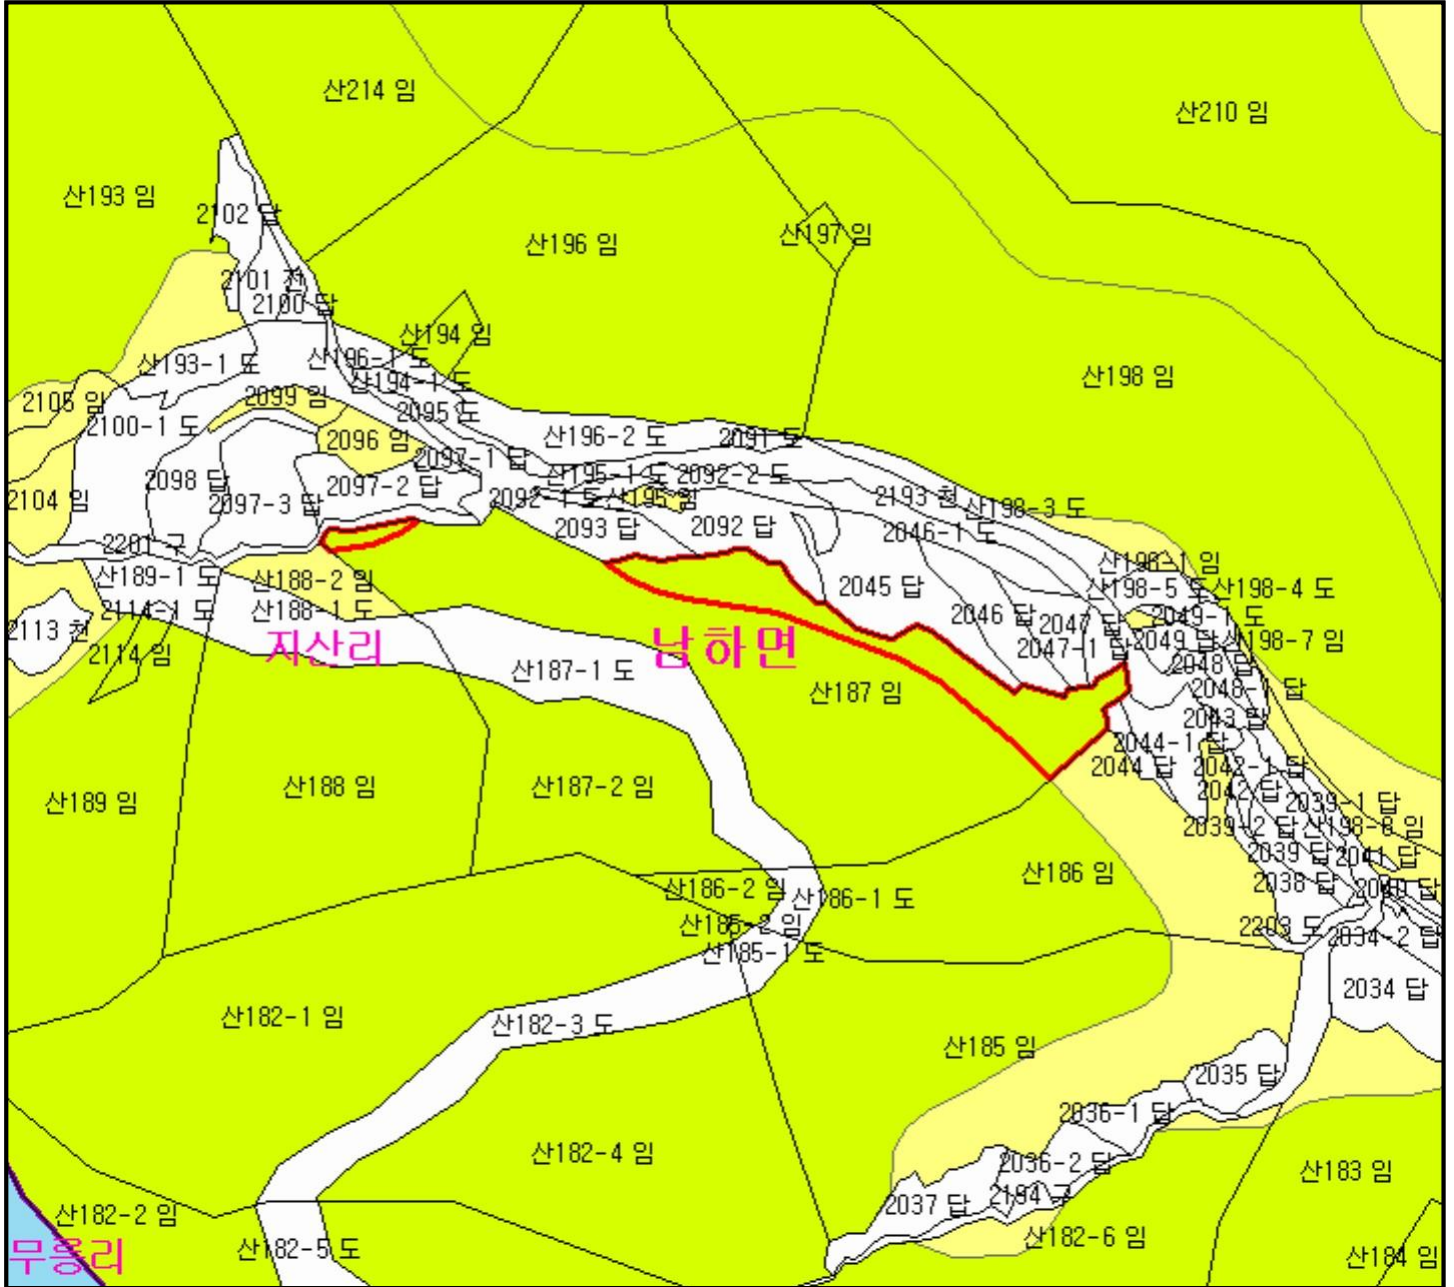 산214 임
산210 임
산193 임
2102 답
산197 임
산196 임
2101 전
2100 답
산194 임
산196-1 도
산193-1 도
산198 임
산194-1 도
2099 임
2105 임
2095 도
2100-1 도
산196-2 도
2091 도
2096 임
2097-1 답
산195-1 도
2092-2 도
2098 답
2097-2 답
2193 천
2104 임
2092-1 도
산195 임
2097-3 답
산198-3 도
2093 답
2092 답
2046-1 도
2201 구
산198-1 임
산189-1 도
산188-2 임
2045 답
산198-5 도
산198-4 도
2114-1 도
산188-1 도
2046 답
2049-1 도
2047 답
2113 천
2049 답
산198-7 임
지산리
남하면
2047-1 답
2114 임
2048 답
산187-1 도
산187 임
2048-1 답
2043 답
2044-1 답
2044 답
2042-1 답
산188 임
산187-2 임
2042 답
산189 임
2039-1 답
2039-2 답
산198-8 임
2039 답
2041 답
산186 임
2038 답
산186-2 임
2040 답
산186-1 도
산185-2 임
2203 도
2034-2 답
산185-1 도
2034 답
산182-1 임
산182-3 도
산185 임
2035 답
2036-1 답
산182-4 임
2036-2 답
산183 임
2194 구
2037 답
산182-2 임
산182-6 임
산182-5 도
무릉리
산184 임